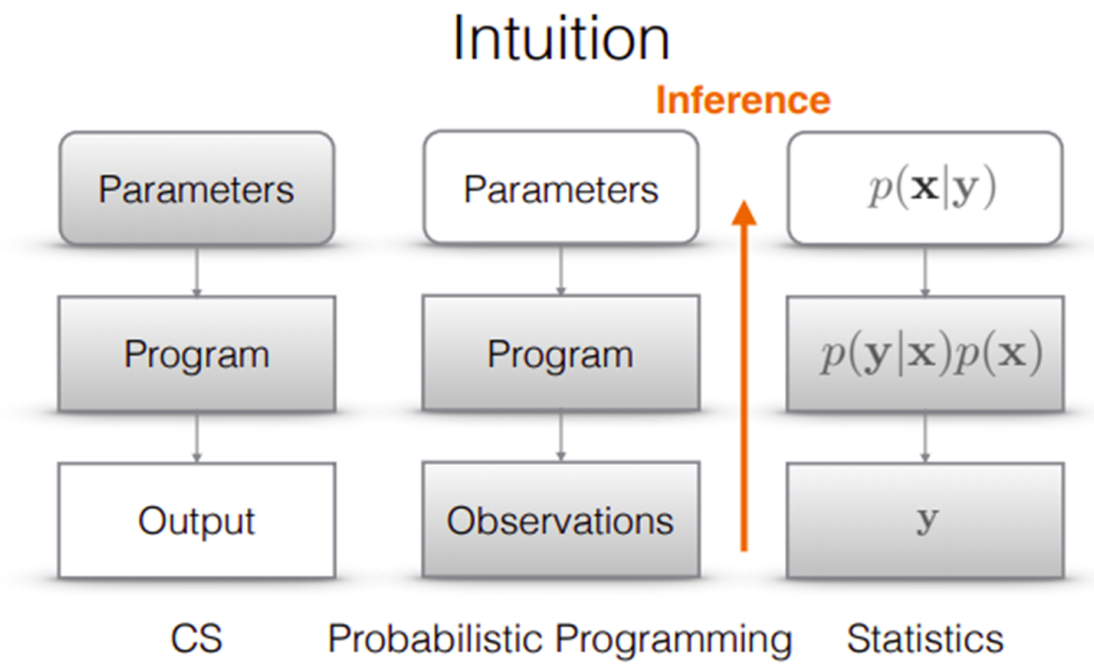 Intuition
Inference
Parameters
Parameters
p(x|y)
Program
Program
p(y|x)p(x)
Output
Observations
y
CS
Probabilistic Programming
Statistics